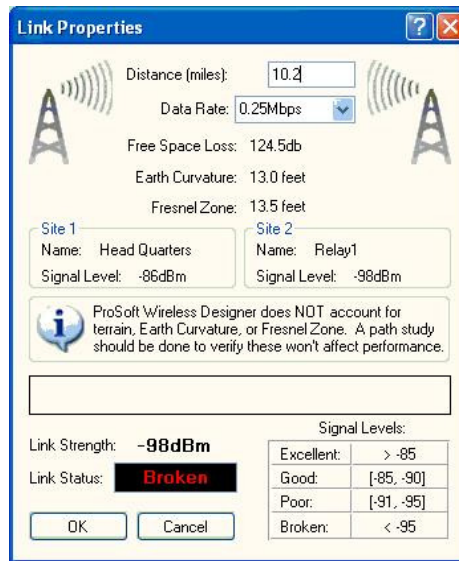 Link Properties
Distance (miles): 10.2
Data Rate: 0.25Mbps
Free Space Loss: 124.5db
Earth Curvature: 13.0 feet
Fresnel Zone: 13.5 feet
Site 1
Name: Head Quarters
Signal Level: -86dBm
Site 2
Name: Relay1
Signal Level: -98dBm
ProSoft Wireless Designer does NOT account for
terrain, Earth Curvature, or Fresnel Zone. A path study
should be done to verify these won't affect performance.
Link Strength: -98dBm
Link Status: Broken
OK Cancel
Signal Levels:
Excellent: > -85
Good: [-85, -90]
Poor: [-91, -95]
Broken: < -95